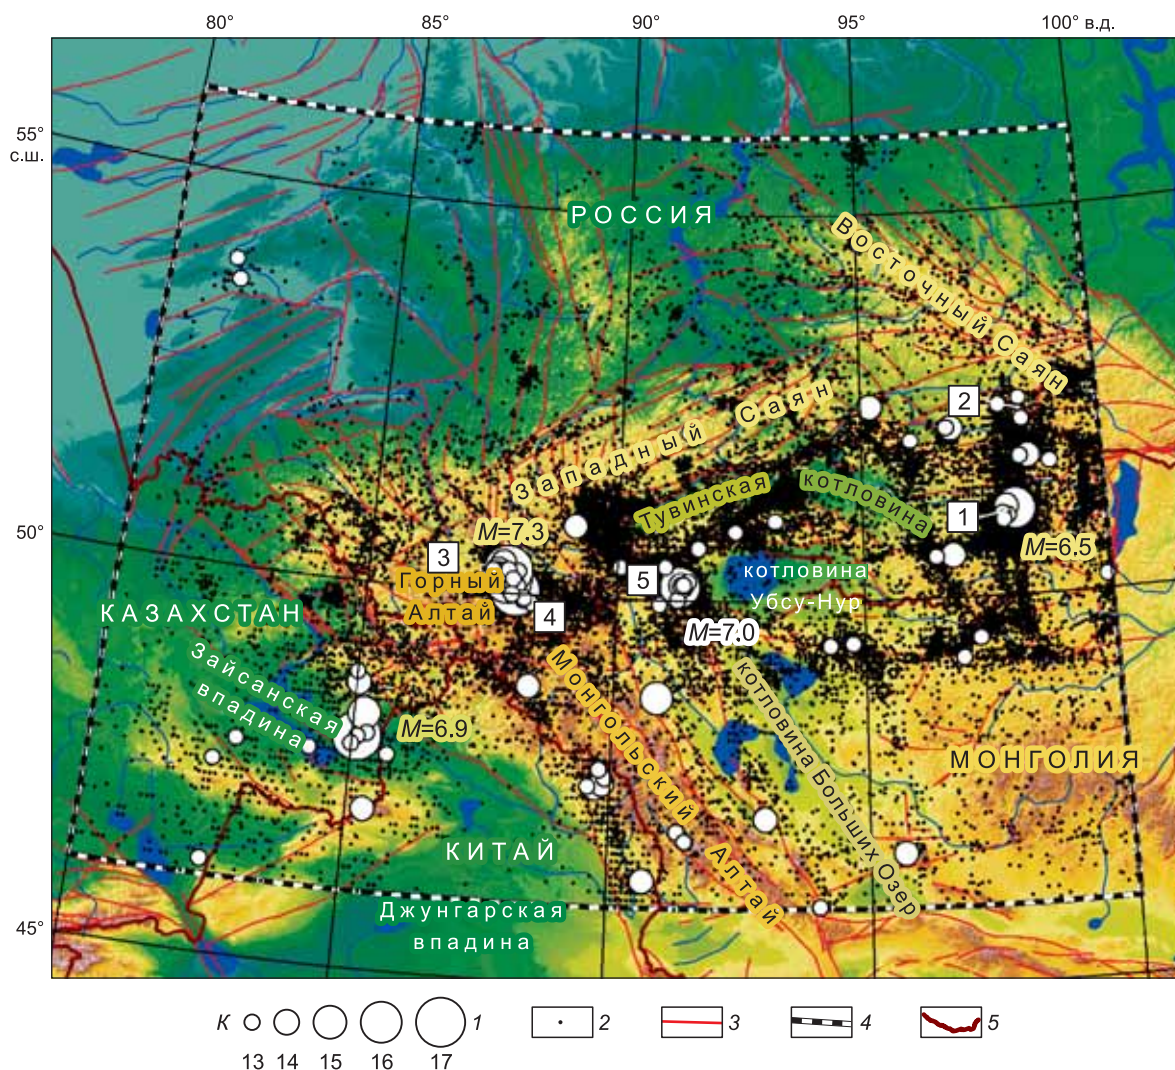 80°
85°
90°
95°
100° в.д.
55°
с.ш.
50°
45°
РОССИЯ
Восточный Саян
Западный Саян
2
Тувинская котловина
1
M=7.3
M=6.5
3
Горный
Алтай
5
котловина
Убсу-Нур
4
КАЗАХСТАН
M=7.0
Зайсанская
впадина
M=6.9
Монгольский Алтай
котловина Больших Озер
МОНГОЛИЯ
КИТАЙ
Джунгарская
впадина
К 1 2 3 4 5
13 14 15 16 17